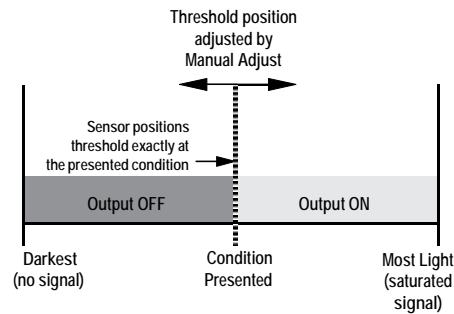 Threshold position
adjusted by
Manual Adjust
Sensor positions
threshold exactly at
the presented condition
Output OFF
Output ON
Darkest
(no signal)
Condition
Presented
Most Light
(saturated
signal)